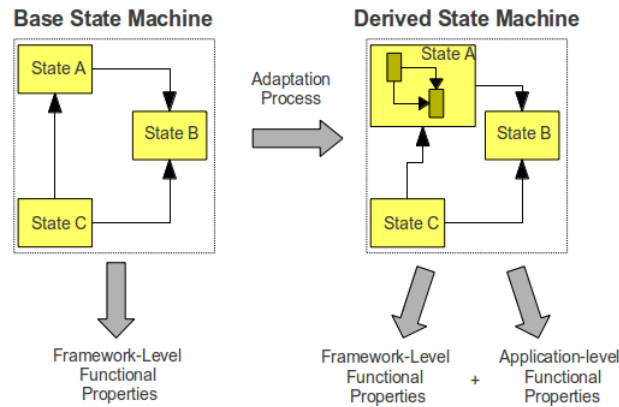 Base State Machine
Derived State Machine
State A
State B
State C
Adaptation
Process
State A
State B
State C
Framework-Level
Functional
Properties
Framework-Level
Functional
Properties
+
Application-level
Functional
Properties